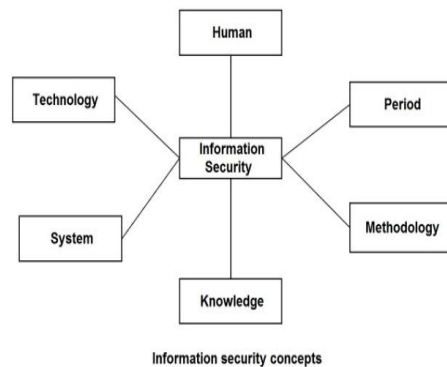 Human
Technology
Period
Information
Security
System
Methodology
Knowledge
Information security concepts